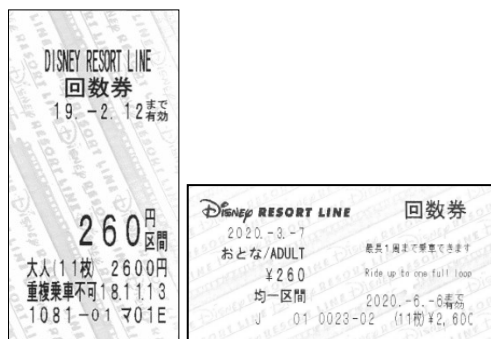 DISNEY RESORT LINE
回数券
19.-2.12まで有効
260円区間
大人(11枚) 2600円
重複乗車不可18.11.13
1081-01 マ01E
Disney RESORT LINE 回数券
2020.-3.-7
おとな/ADULT 最長1周まで乗車できます
¥260 Ride up to one full loop
均一区間 2020.-6.-6有効
J 01 0023-02 (11枚)¥2,600